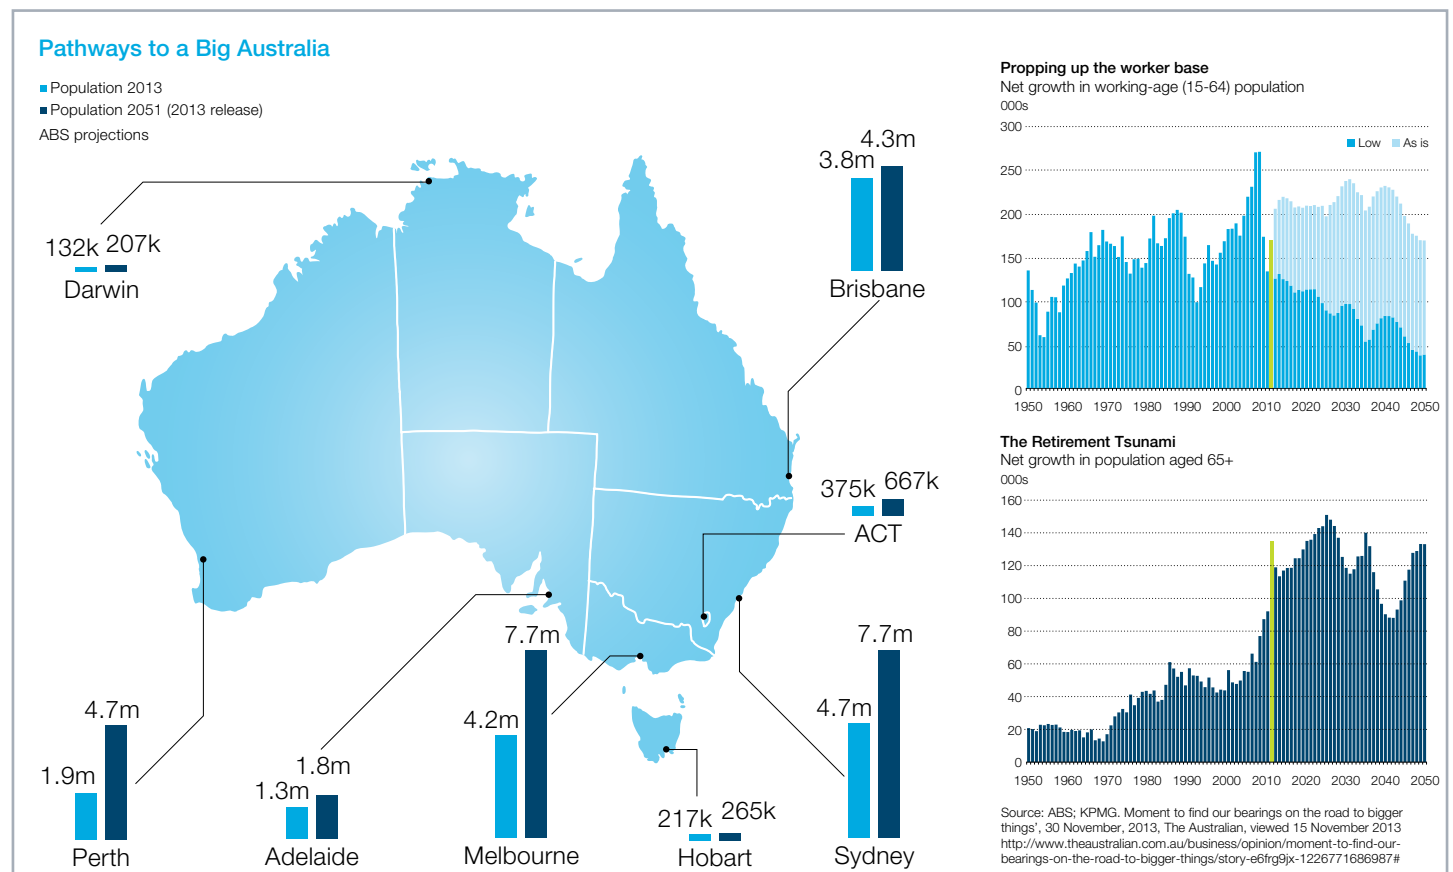 Pathways to a Big Australia
Population 2013
Population 2051 (2013 release)
ABS projections
132k 207k
Darwin
3.8m 4.3m
Brisbane
375k 667k
ACT
1.9m 4.7m
Perth
1.3m 1.8m
Adelaide
4.2m 7.7m
Melbourne
217k 265k
Hobart
4.7m 7.7m
Sydney
Propping up the worker base
Net growth in working-age (15-64) population
000s
Low As is
300
250
200
150
100
50
0
1950 1960 1970 1980 1990 2000 2010 2020 2030 2040 2050
The Retirement Tsunami
Net growth in population aged 65+
000s
160
140
120
100
80
60
40
20
0
1950 1960 1970 1980 1990 2000 2010 2020 2030 2040 2050
Source: ABS; KPMG. Moment to find our bearings on the road to bigger
things', 30 November, 2013, The Australian, viewed 15 November 2013
http://www.theaustralian.com.au/business/opinion/moment-to-find-our-
bearings-on-the-road-to-bigger-things/story-e6frg9jx-1226771686987#